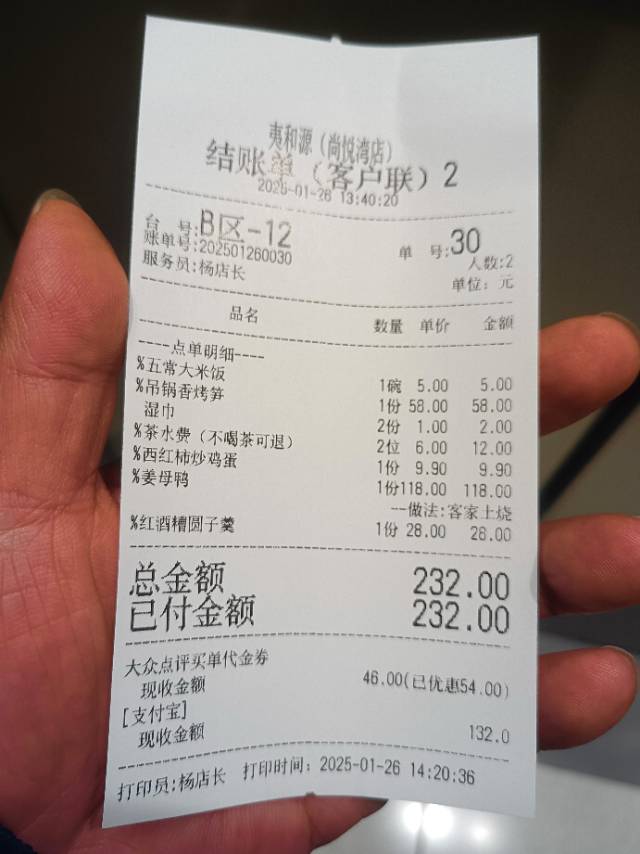 夷和源（尚悦湾店）
结账单（客户联）2
2025-01-26 13:40:20
台 号:B区-12 单 号:30
账单号:202501260030 人数:2
服务员:杨店长 单位: 元
品名 数量 单价 金额
----点单明细----
%五常大米饭 1碗 5.00 5.00
%吊锅香烤笋 1份 58.00 58.00
湿巾 2份 1.00 2.00
%茶水费（不喝茶可退） 2位 6.00 12.00
%西红柿炒鸡蛋 1份 9.90 9.90
%姜母鸭 1份118.00 118.00
--做法:客家土烧
%红酒糟圆子羹 1份 28.00 28.00
总金额 232.00
已付金额 232.00
大众点评买单代金券
现收金额 46.00(已优惠54.00)
[支付宝]
现收金额 132.0
打印员:杨店长 打印时间: 2025-01-26 14:20:36